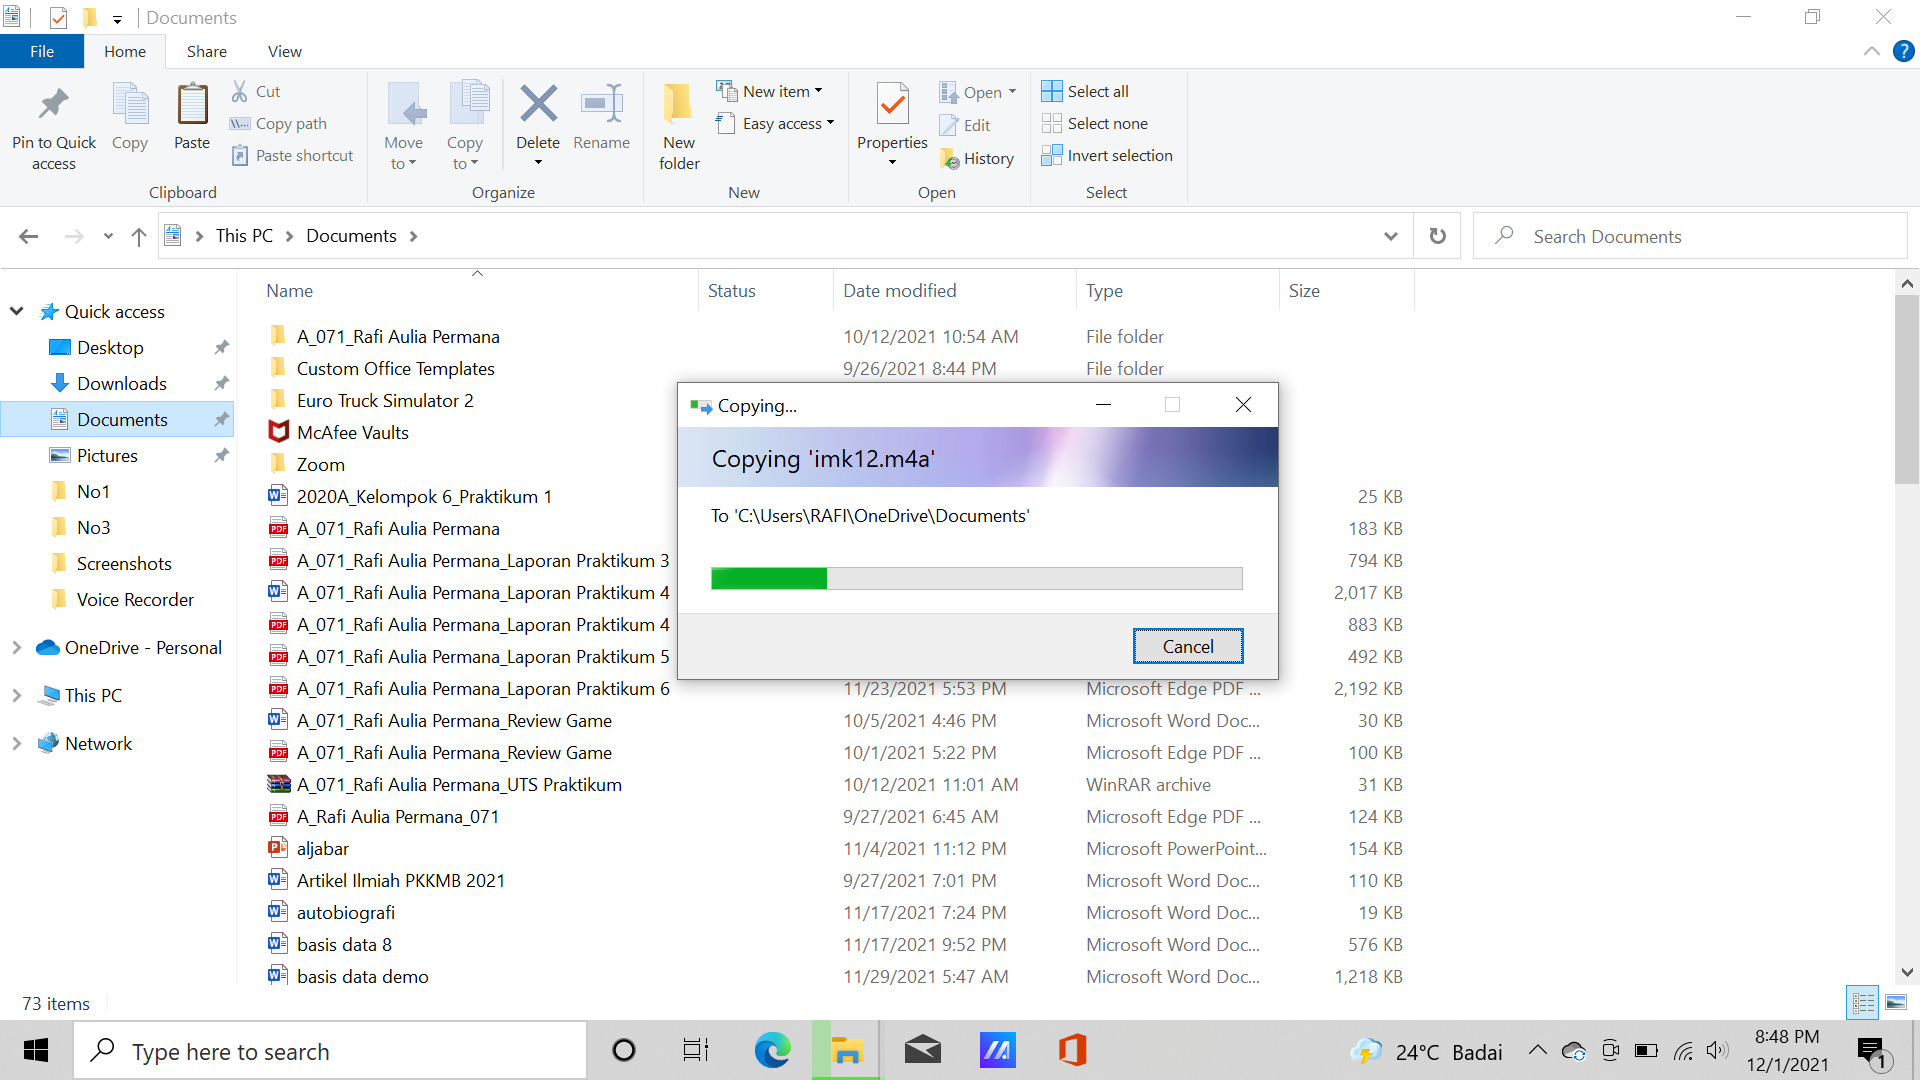 Documents
File Home Share View
Pin to Quick access
Copy
Paste
Cut
Copy path
Paste shortcut
Clipboard
Move to
Copy to
Delete
Rename
Organize
New folder
New item
Easy access
New
Properties
Open
Edit
History
Open
Select all
Select none
Invert selection
Select
This PC Documents
Search Documents
Quick access
Desktop
Downloads
Documents
Pictures
No1
No3
Screenshots
Voice Recorder
OneDrive - Personal
This PC
Network
Name Status Date modified Type Size
A_071_Rafi Aulia Permana 10/12/2021 10:54 AM File folder
Custom Office Templates 9/26/2021 8:44 PM File folder
Euro Truck Simulator 2
McAfee Vaults
Zoom
2020A_Kelompok 6_Praktikum 1 25 KB
A_071_Rafi Aulia Permana 183 KB
A_071_Rafi Aulia Permana_Laporan Praktikum 3 794 KB
A_071_Rafi Aulia Permana_Laporan Praktikum 4 2,017 KB
A_071_Rafi Aulia Permana_Laporan Praktikum 4 883 KB
A_071_Rafi Aulia Permana_Laporan Praktikum 5 492 KB
A_071_Rafi Aulia Permana_Laporan Praktikum 6 11/23/2021 5:53 PM Microsoft Edge PDF ... 2,192 KB
A_071_Rafi Aulia Permana_Review Game 10/5/2021 4:46 PM Microsoft Word Doc... 30 KB
A_071_Rafi Aulia Permana_Review Game 10/1/2021 5:22 PM Microsoft Edge PDF ... 100 KB
A_071_Rafi Aulia Permana_UTS Praktikum 10/12/2021 11:01 AM WinRAR archive 31 KB
A_Rafi Aulia Permana_071 9/27/2021 6:45 AM Microsoft Edge PDF ... 124 KB
aljabar 11/4/2021 11:12 PM Microsoft PowerPoint... 154 KB
Artikel Ilmiah PKKMB 2021 9/27/2021 7:01 PM Microsoft Word Doc... 110 KB
autobiografi 11/17/2021 7:24 PM Microsoft Word Doc... 19 KB
basis data 8 11/17/2021 9:52 PM Microsoft Word Doc... 576 KB
basis data demo 11/29/2021 5:47 AM Microsoft Word Doc... 1,218 KB
Copying...
Copying 'imk12.m4a'
To 'C:\Users\RAFI\OneDrive\Documents'
Cancel
73 items
Type here to search
24°C Badai
8:48 PM
12/1/2021
1